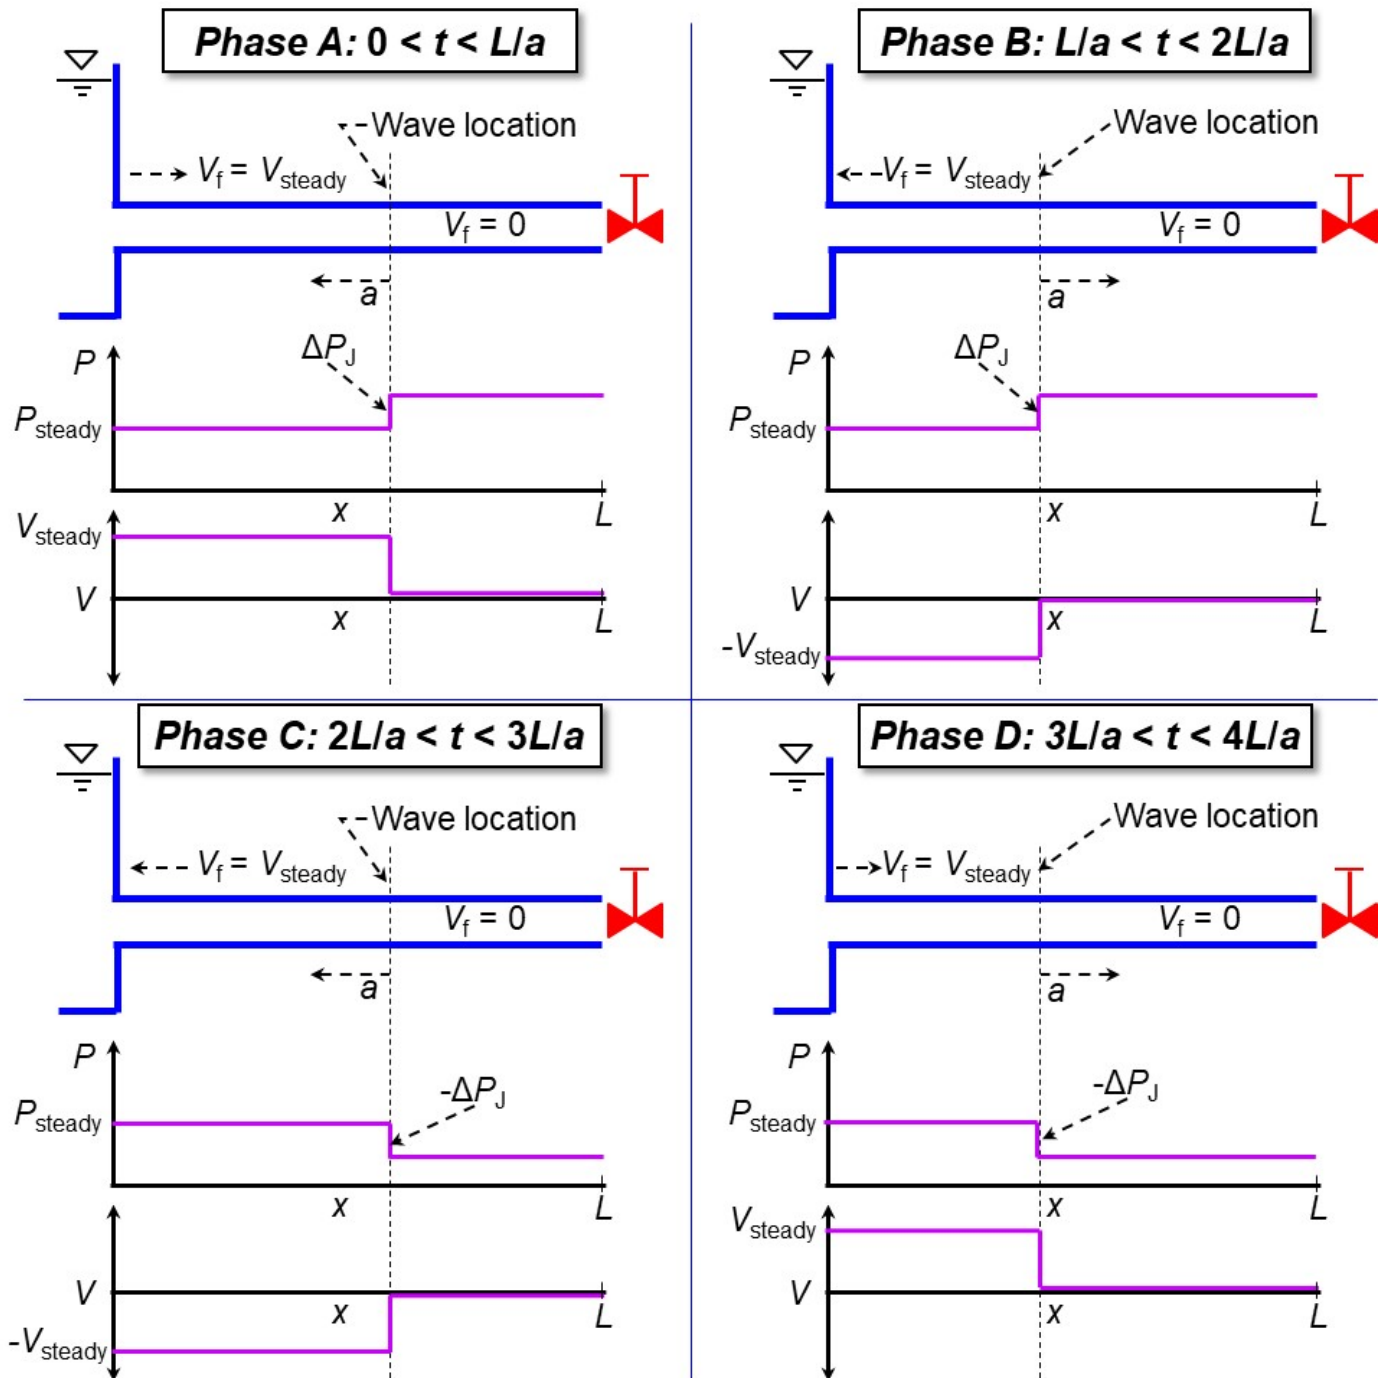 Phase A: 0 < t < L/a
Wave location
V_f = V_steady
V_f = 0
a
ΔP_J
P
P_steady
x
L
V_steady
V
x
L
Phase B: L/a < t < 2L/a
Wave location
V_f = V_steady
V_f = 0
a
ΔP_J
P
P_steady
x
L
V
x
L
-V_steady
Phase C: 2L/a < t < 3L/a
Wave location
V_f = V_steady
V_f = 0
a
P
-ΔP_J
P_steady
x
L
V
x
L
-V_steady
Phase D: 3L/a < t < 4L/a
Wave location
V_f = V_steady
V_f = 0
a
P
-ΔP_J
P_steady
x
L
V_steady
V
x
L